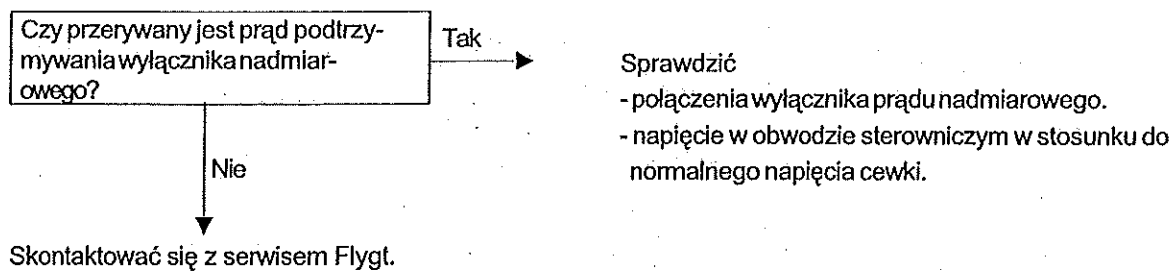 Czy przerywany jest prąd podtrzy-
mywania wyłącznika nadmiar-
owego?
Tak
Sprawdzić
- połączenia wyłącznika prądu nadmiarowego.
- napięcie w obwodzie sterowniczym w stosunku do
normalnego napięcia cewki.
Nie
Skontaktować się z serwisem Flygt.